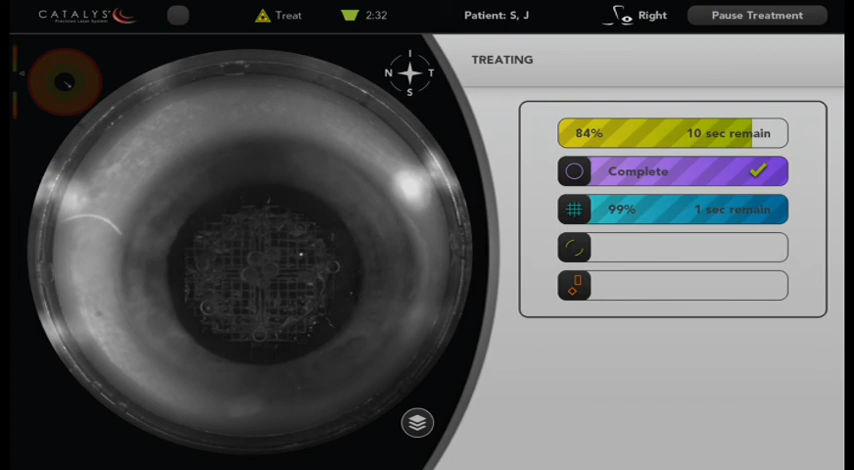 CATALYS®
Precision Laser System
Treat
2:32
Patient: S, J
Right
Pause Treatment
I
N T
S
TREATING
84% 10 sec remain
Complete
99% 1 sec remain